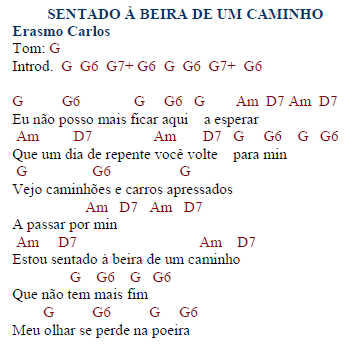 SENTADO À BEIRA DE UM CAMINHO
Erasmo Carlos
Tom: G
Introd. G G6 G7+ G6 G G6 G7+ G6
G G6 G G6 G Am D7 Am D7
Eu não posso mais ficar aqui a esperar
Am D7 Am D7 G G6 G G6
Que um dia de repente você volte para min
G G6 G
Vejo caminhões e carros apressados
Am D7 Am D7
A passar por min
Am D7 Am D7
Estou sentado à beira de um caminho
G G6 G G6
Que não tem mais fim
G G6 G G6
Meu olhar se perde na poeira